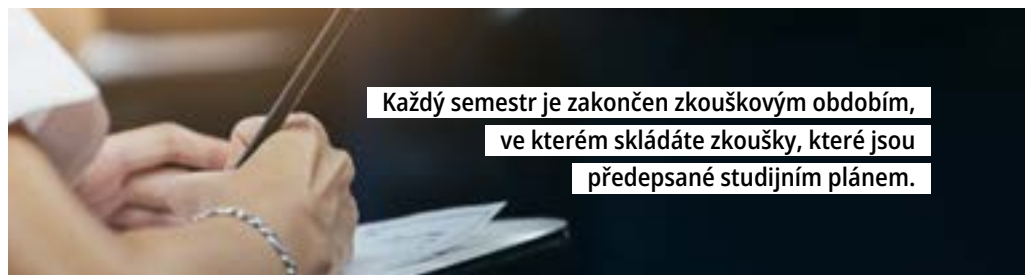 Každý semestr je zakončen zkouškovým obdobím,
ve kterém skládáte zkoušky, které jsou
předepsané studijním plánem.